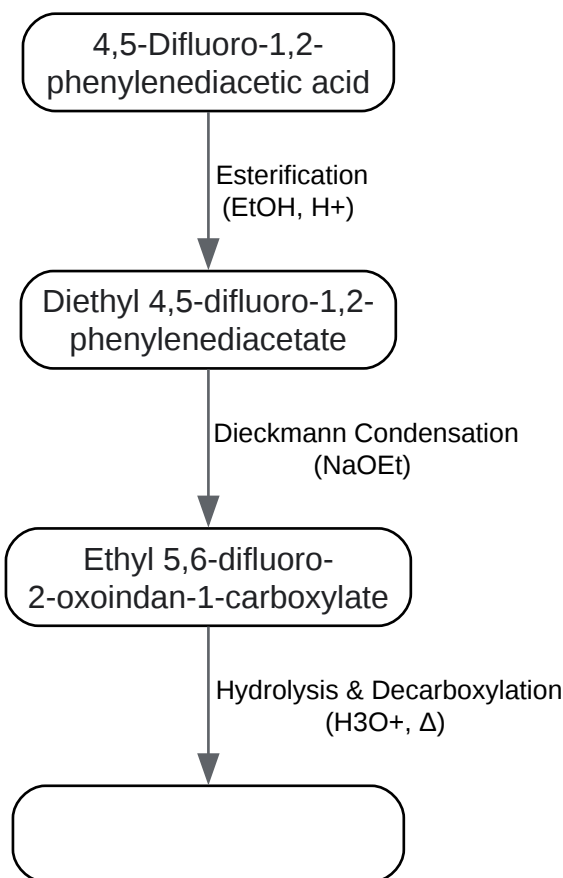 4,5-Difluoro-1,2-
phenylenediacetic acid
Esterification
(EtOH, H+)
Diethyl 4,5-difluoro-1,2-
phenylenediacetate
Dieckmann Condensation
(NaOEt)
Ethyl 5,6-difluoro-
2-oxoindan-1-carboxylate
Hydrolysis & Decarboxylation
(H3O+, Δ)